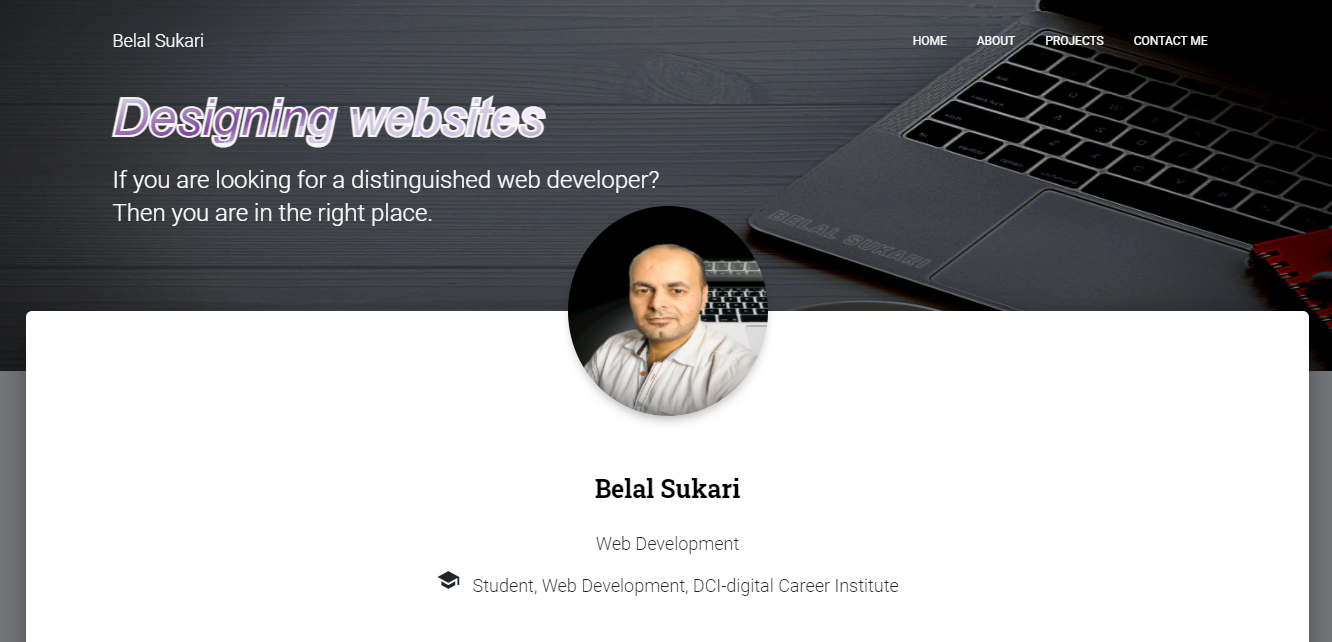 Belal Sukari
HOME ABOUT PROJECTS CONTACT ME
Designing websites
If you are looking for a distinguished web developer?
Then you are in the right place.
BELAL SUKARI
Belal Sukari
Web Development
Student, Web Development, DCI-digital Career Institute